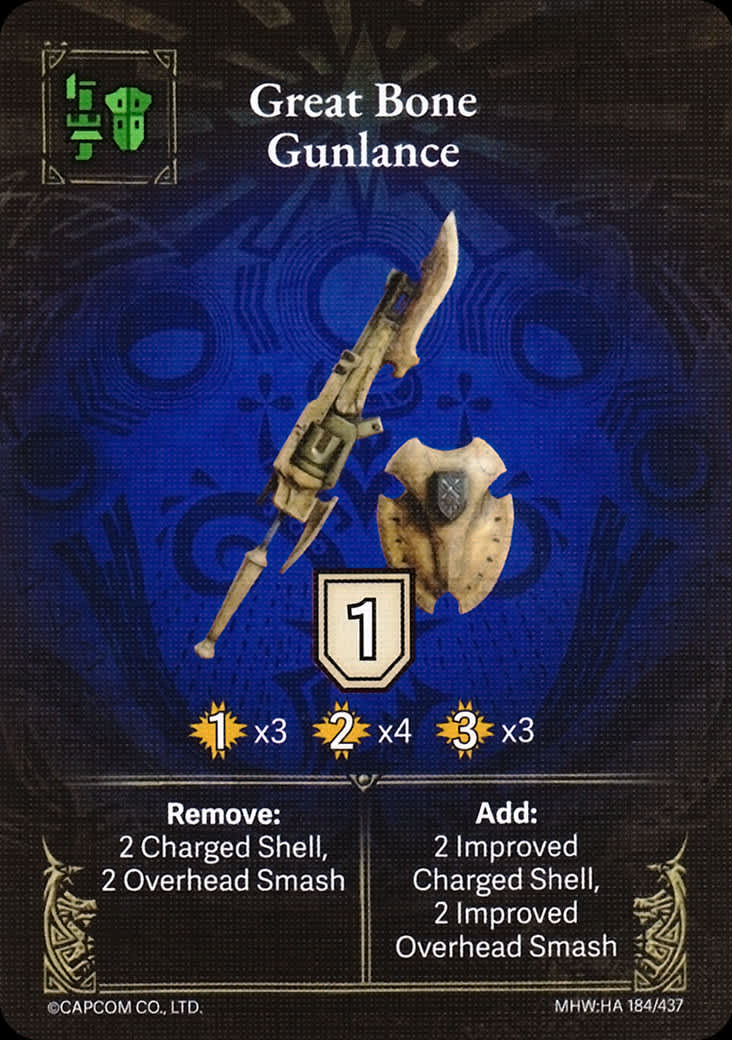 Great Bone
Gunlance
1
1 x3 2 x4 3 x3
Remove:
2 Charged Shell,
2 Overhead Smash
Add:
2 Improved
Charged Shell,
2 Improved
Overhead Smash
©CAPCOM CO., LTD.
MHW:HA 184/437